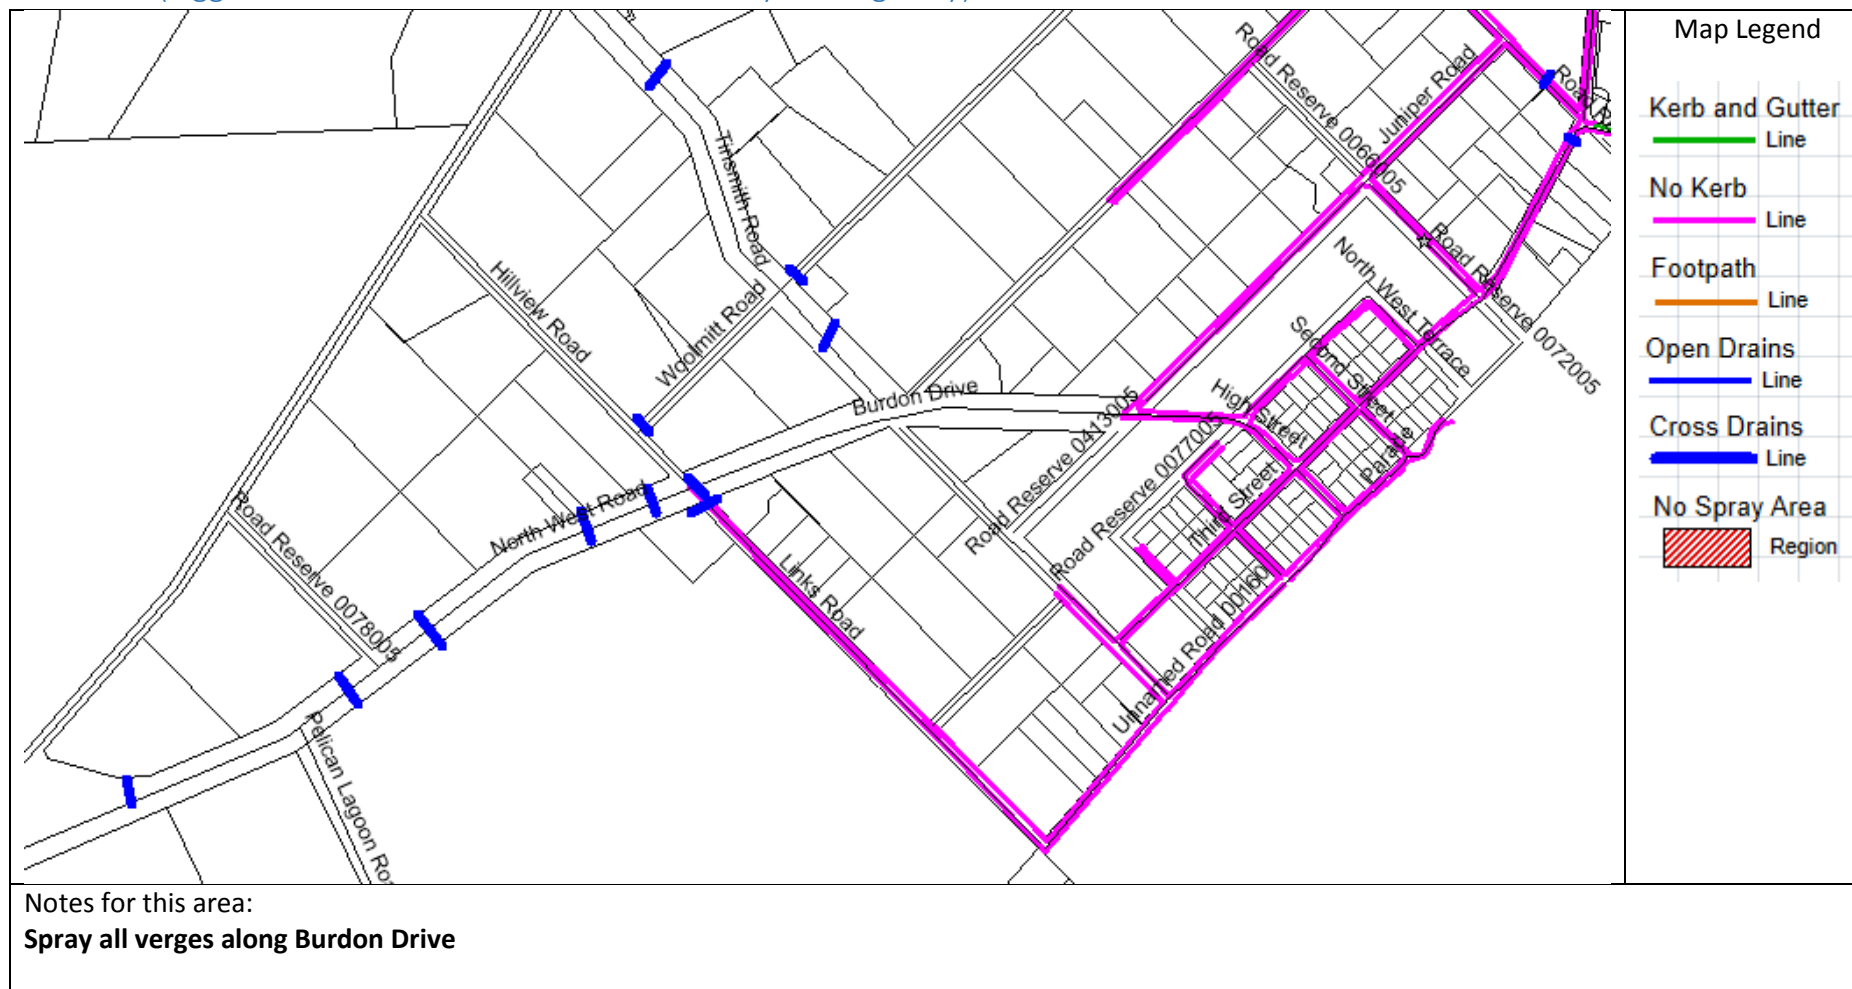 Map Legend
Kerb and Gutter
Line
No Kerb
Line
Footpath
Line
Open Drains
Line
Cross Drains
Line
No Spray Area
Region
Road Reserve 0066005
Juniper Road
Tinsmith Road
Hillview Road
Woolmitt Road
North West Terrace
Road Reserve 0072005
Second Street
Burdon Drive
High Street
Parade
Road Reserve 0413005
Road Reserve 0077005
Third Street
North West Road
Road Reserve 0078005
Links Road
Unnamed Road 00160
Pelican Lagoon Roa
Notes for this area:
Spray all verges along Burdon Drive